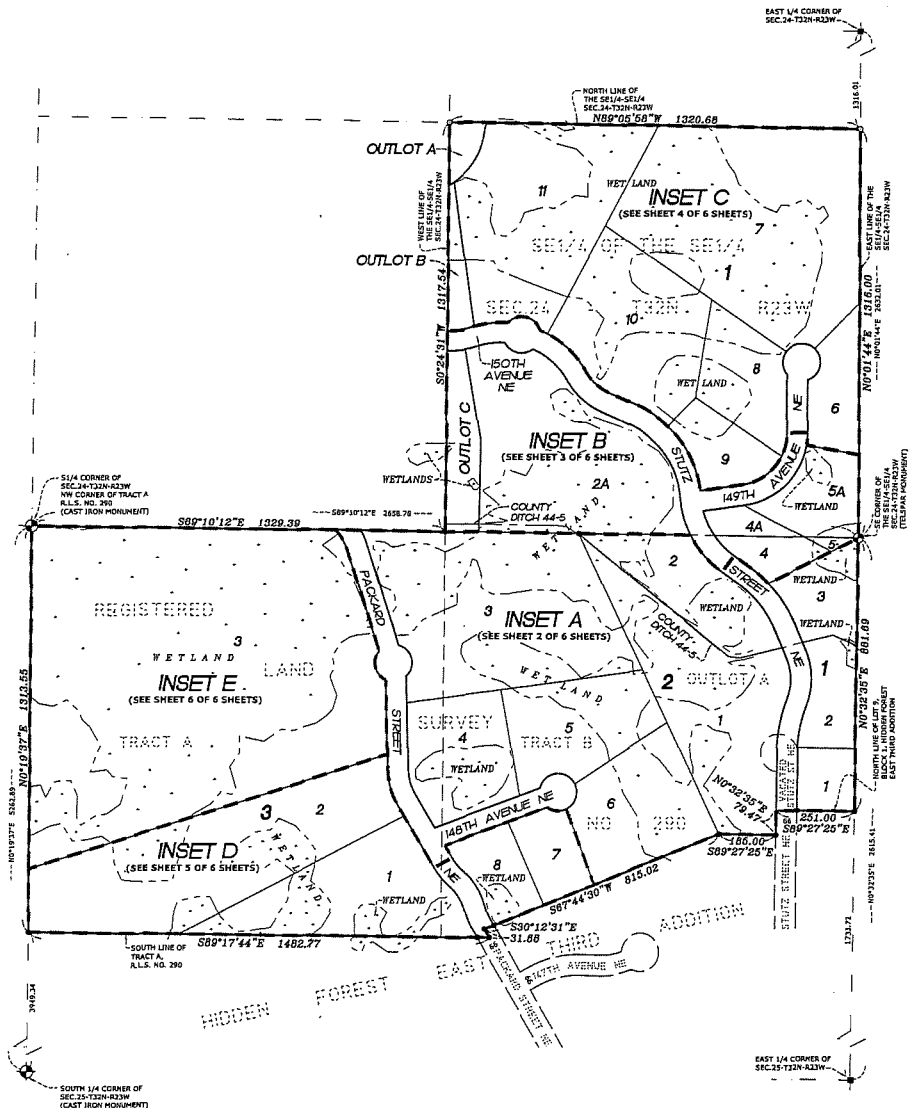 EAST 1/4 CORNER OF
SEC.24-T32N-R23W
1316.01
NORTH LINE OF
THE SE1/4-SE1/4
SEC.24-T32N-R23W
N89°05'58"W 1320.68
OUTLOT A
WEST LINE OF
THE SE1/4-SE1/4
SEC.24-T32N-R23W
EAST LINE OF THE
SE1/4-SE1/4
SEC.24-T32N-R23W
11
WET LAND
INSET C
(SEE SHEET 4 OF 6 SHEETS)
7
SE1/4 OF THE SE1/4
OUTLOT B
1
SEC.24 T32N R23W
S0°24'31"W 1317.54
N0°01'44"E 1316.00
N0°01'44"E 2632.01
10
150TH
AVENUE
NE
WET LAND
8
NE
6
OUTLOT C
INSET B
(SEE SHEET 3 OF 6 SHEETS)
STUTZ
9
149TH AVENUE
2A
5A
WETLAND
WETLANDS
S1/4 CORNER OF
SEC.24-T32N-R23W
NW CORNER OF TRACT A
R.L.S. NO. 290
(CAST IRON MONUMENT)
SE CORNER OF
THE SE1/4-SE1/4
SEC.24-T32N-R23W
(TELSPAR MONUMENT)
S89°10'12"E 1329.39
S89°10'12"E 2658.78
COUNTY
DITCH 44-5
WETLAND
4A
4
5
2
STREET
WETLAND
PACKARD
REGISTERED
3
WETLAND
LAND
INSET E
(SEE SHEET 6 OF 6 SHEETS)
TRACT A
3
INSET A
(SEE SHEET 2 OF 6 SHEETS)
WETLAND
COUNTY
DITCH 44-5
WETLAND
3
WETLAND
NE
1
2 OUTLOT A
N0°19'37"E 1313.55
N0°19'37"E 5262.89
N0°32'35"E 881.69
STREET
SURVEY
4
5
TRACT B
WETLAND
1
2
NORTH LINE OF LOT 9,
BLOCK 1, HIDDEN FOREST
EAST THIRD ADDITION
VACATED
STUTZ ST NE
1
N0°32'35"E
79.47
148TH AVENUE NE
6
NO 290
251.00
S89°27'25"E
185.00
S89°27'25"E
3
2
INSET D
(SEE SHEET 5 OF 6 SHEETS)
WETLAND
1
WETLAND
NE
8
WETLAND
7
S67°44'30"W 815.02
STUTZ STREET NE
N0°32'35"E 2615.41
1733.72
S30°12'31"E
31.88
SOUTH LINE OF
TRACT A,
R.L.S. NO. 290
S89°17'44"E 1482.77
HIDDEN FOREST EAST THIRD ADDITION
147TH AVENUE NE
PACKARD STREET NE
3949.34
SOUTH 1/4 CORNER OF
SEC.25-T32N-R23W
(CAST IRON MONUMENT)
EAST 1/4 CORNER OF
SEC.25-T32N-R23W